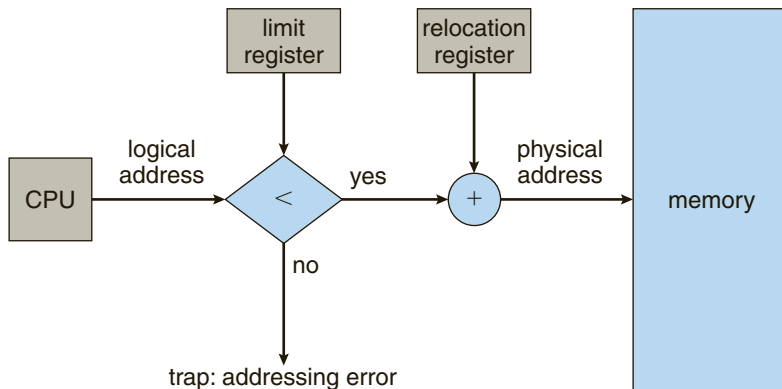 limit
register
relocation
register
logical
address
yes
physical
address
CPU
<
+
memory
no
trap: addressing error